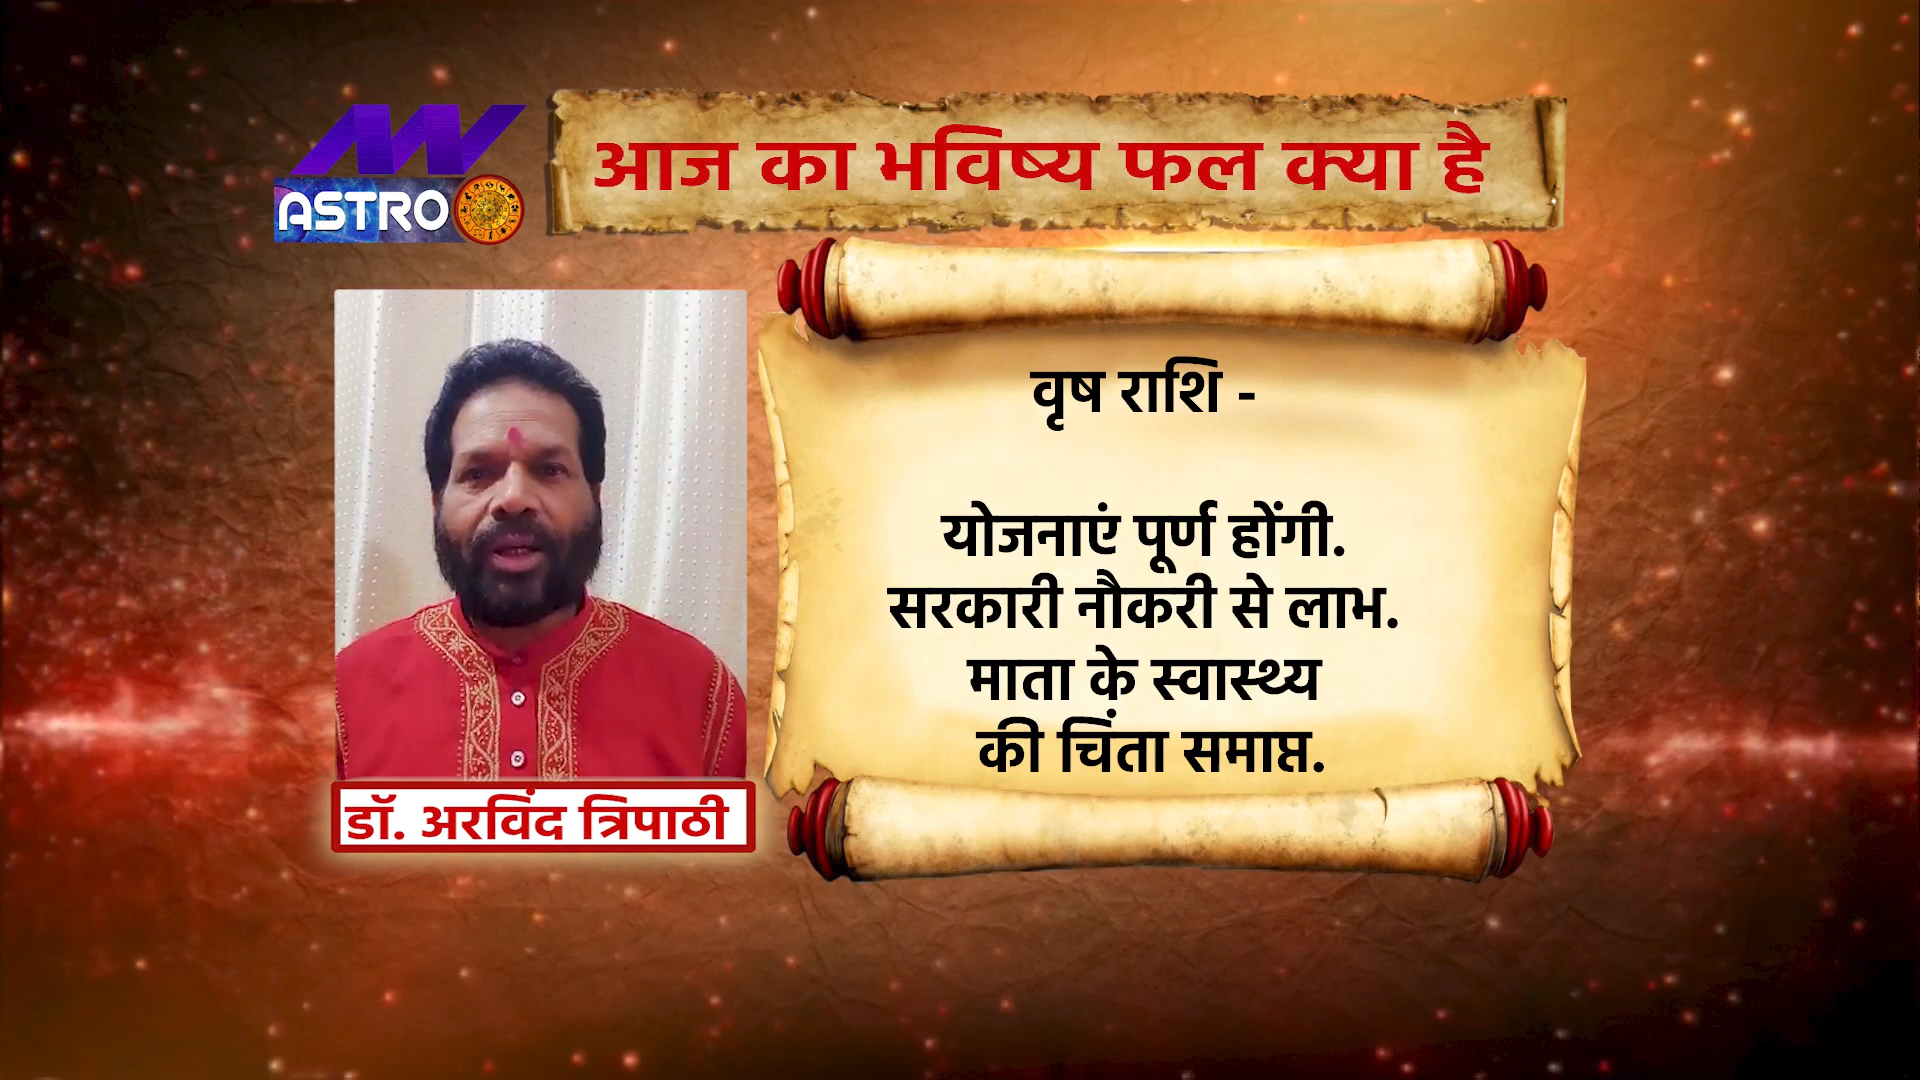 ASTRO
आज का भविष्य फल क्या है
वृष राशि -
योजनाएं पूर्ण होंगी.
सरकारी नौकरी से लाभ.
माता के स्वास्थ्य
की चिंता समाप्त.
डॉ. अरविंद त्रिपाठी